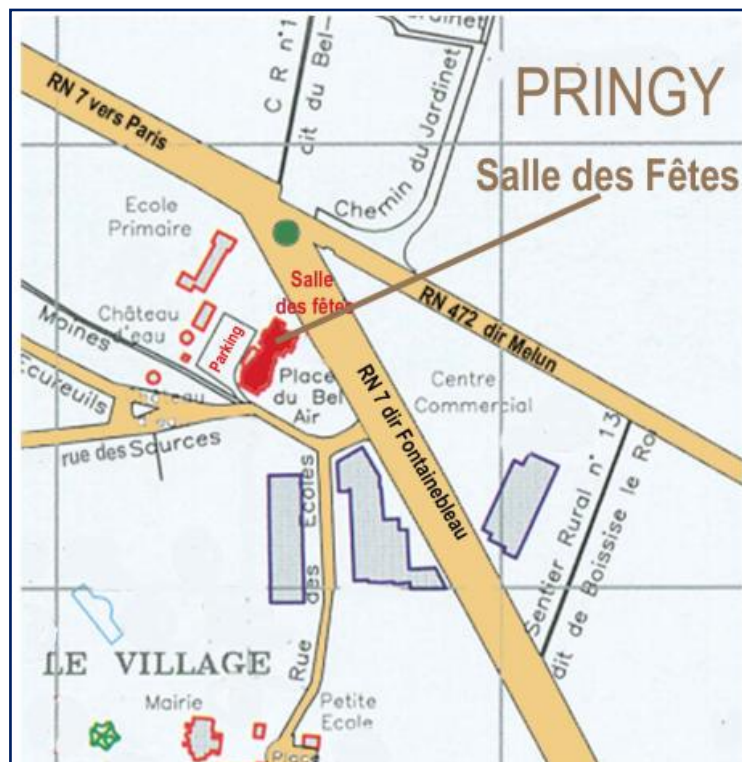 PRINGY
Salle des Fêtes
RN 7 vers Paris
C R n° 1
dit du Bel-
Chemin du Jardinet
Ecole
Primaire
Salle
des fêtes
RN 472 dir Melun
Château
d'eau
Parking
Moines
Place
du Bel
Air
Centre
Commercial
RN 7 dir Fontainebleau
Ecureuils
rue des Sources
Rue des Ecoles
Sentier Rural n° 13
dit de Boissise le Roi
LE VILLAGE
Mairie
Petite
Ecole
Place